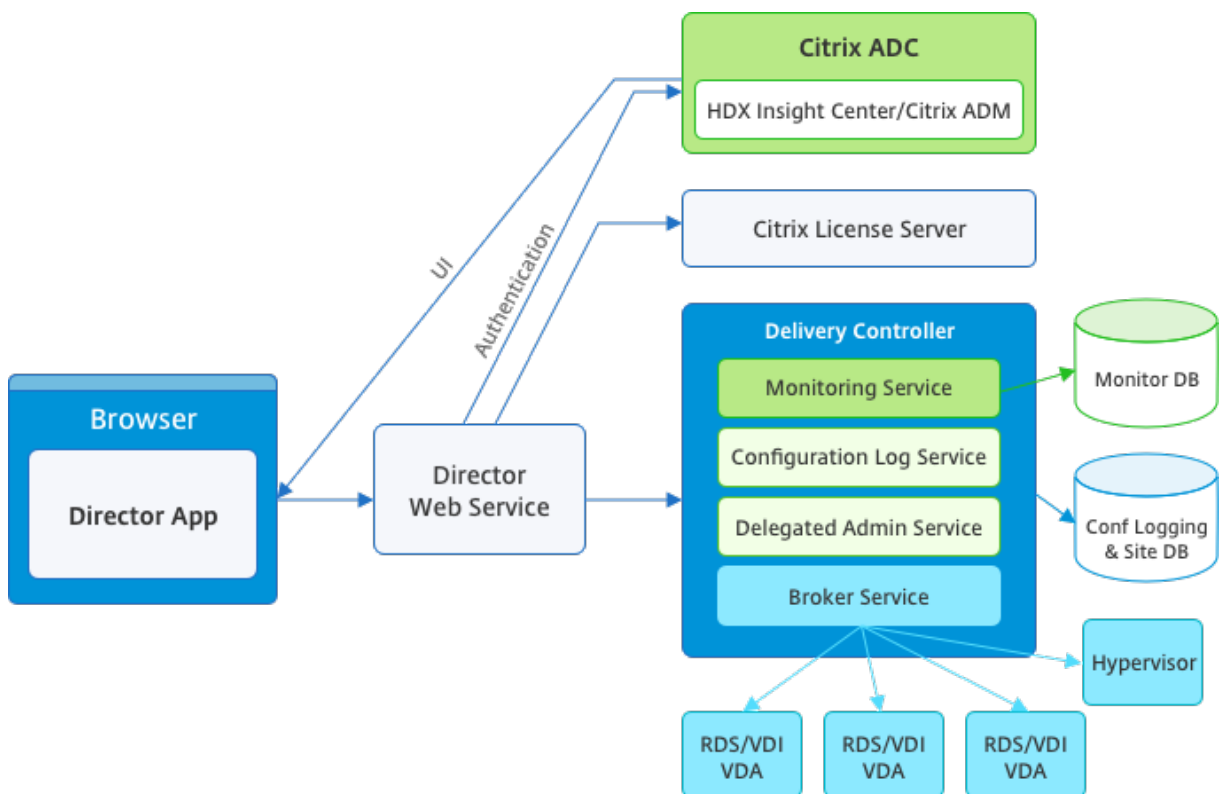 Citrix ADC
HDX Insight Center/Citrix ADM
UI
Authentication
Citrix License Server
Browser
Director App
Director
Web Service
Delivery Controller
Monitoring Service
Configuration Log Service
Delegated Admin Service
Broker Service
Monitor DB
Conf Logging
& Site DB
Hypervisor
RDS/VDI
VDA
RDS/VDI
VDA
RDS/VDI
VDA